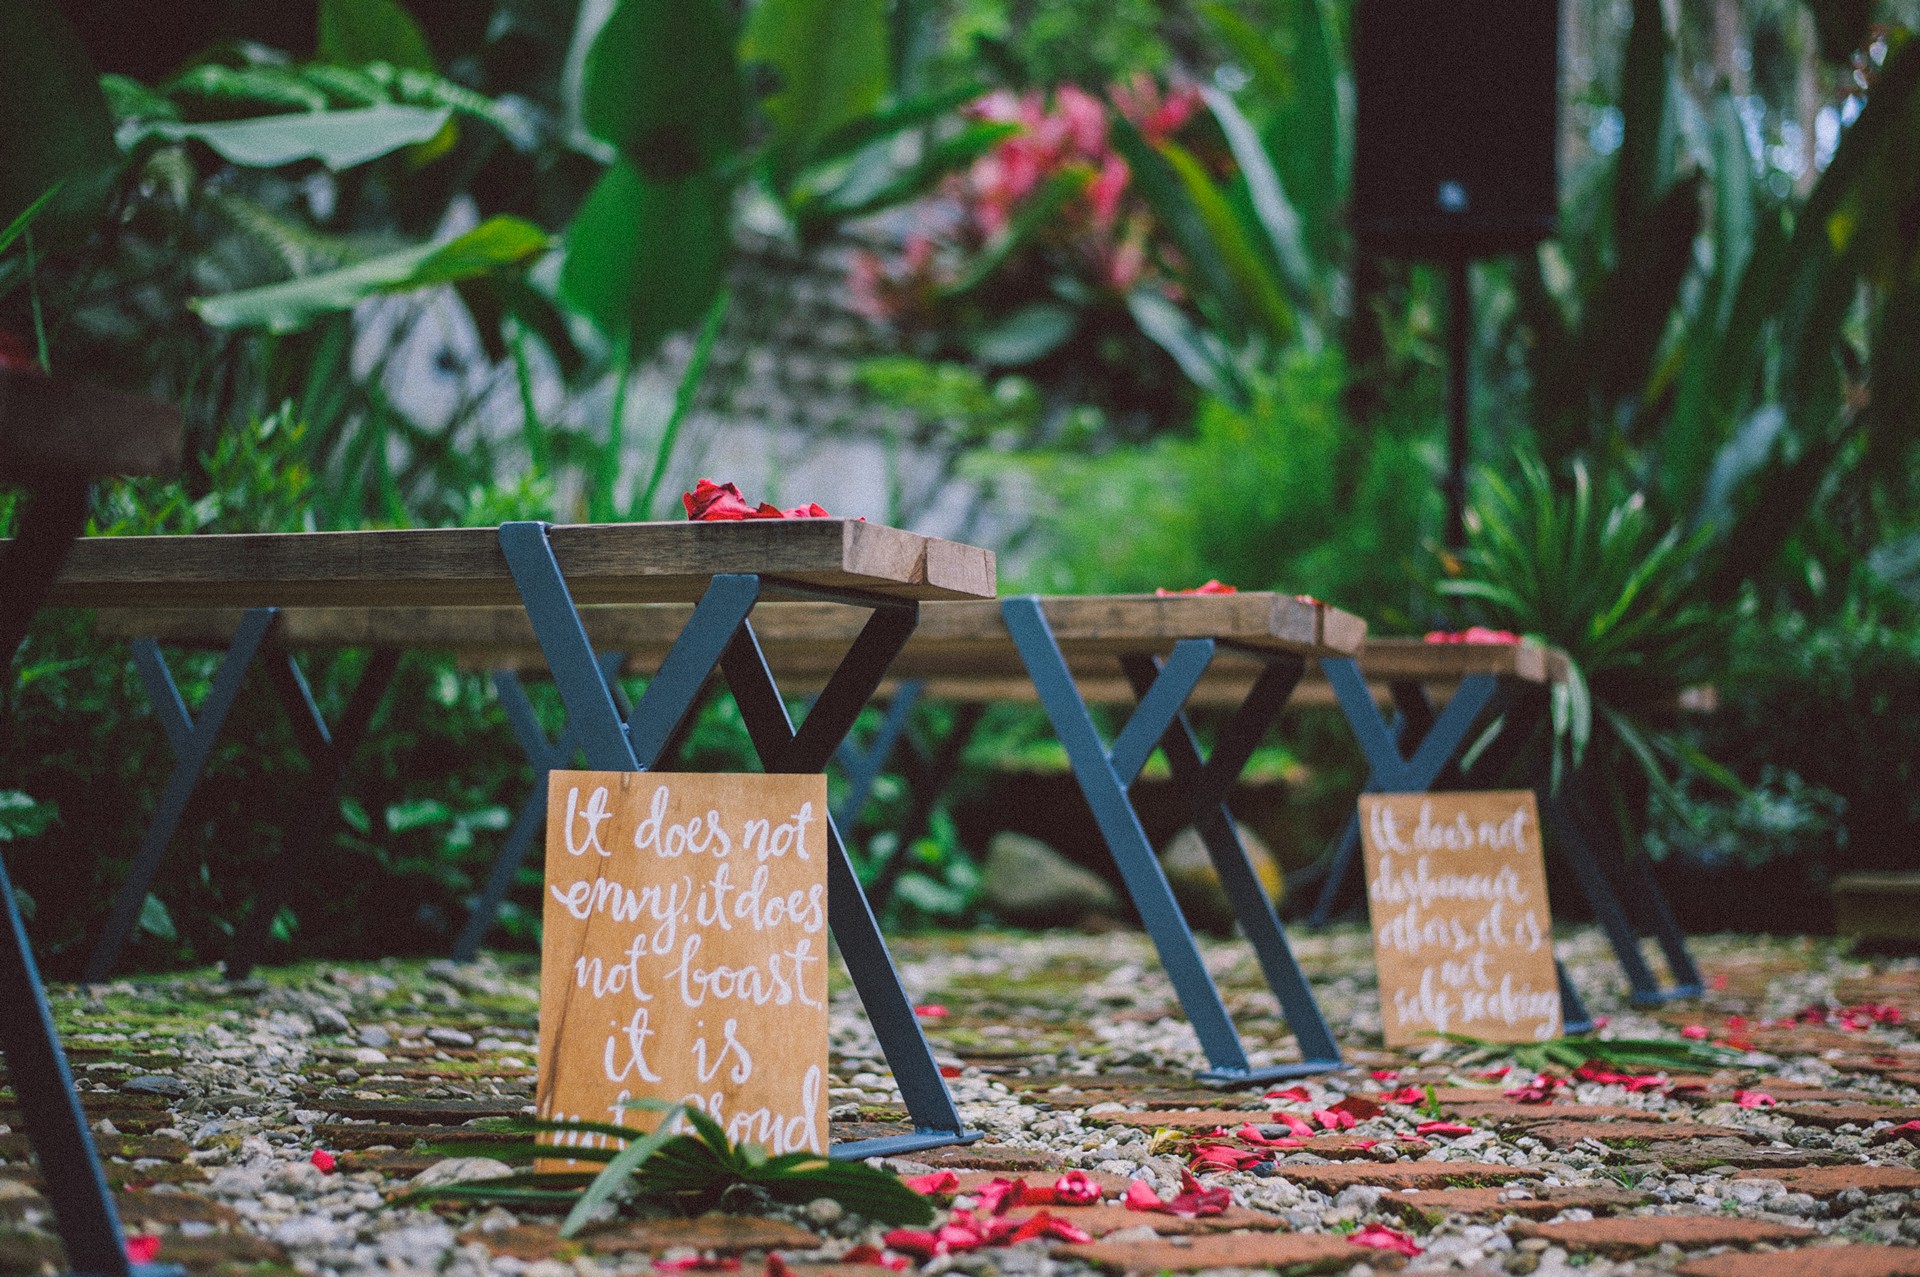 It does not
envy, it does
not boast,
it is
not proud
It does not
dishonour
others, it is
not
self-seeking